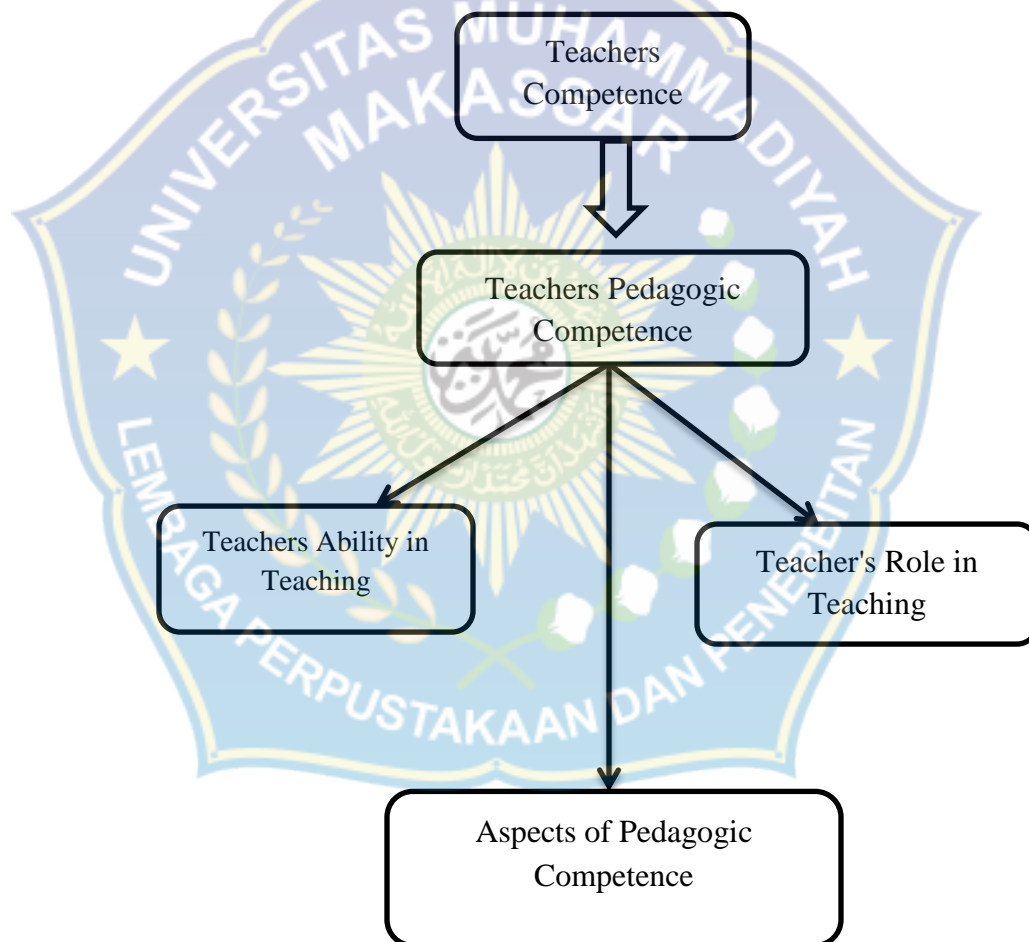 UNIVERSITAS MUHAMMADIYAH
MAKASSAR
Teachers
Competence
Teachers Pedagogic
Competence
محمد
Teachers Ability in
Teaching
Teacher's Role in
Teaching
LEMBAGA PERPUSTAKAAN DAN PENERBITAN
Aspects of Pedagogic
Competence